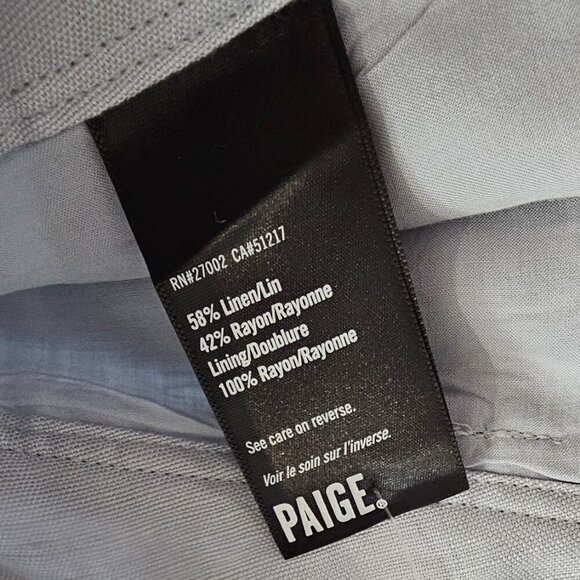 RN#27002 CA#51217
58% Linen/Lin
42% Rayon/Rayonne
Lining/Doublure
100% Rayon/Rayonne
See care on reverse.
Voir le soin sur l'inverse.
PAIGE®